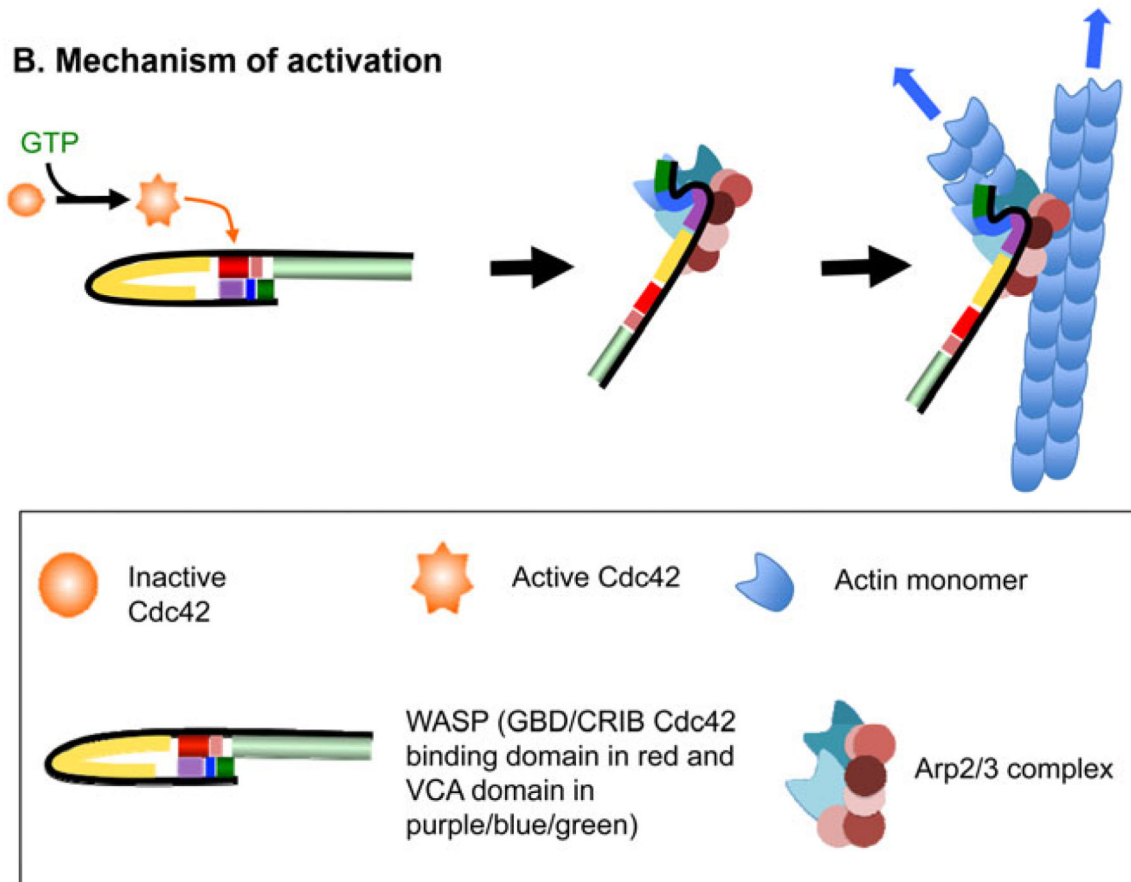 B. Mechanism of activation
GTP
Inactive
Cdc42
Active Cdc42
Actin monomer
WASP (GBD/CRIB Cdc42
binding domain in red and
VCA domain in
purple/blue/green)
Arp2/3 complex